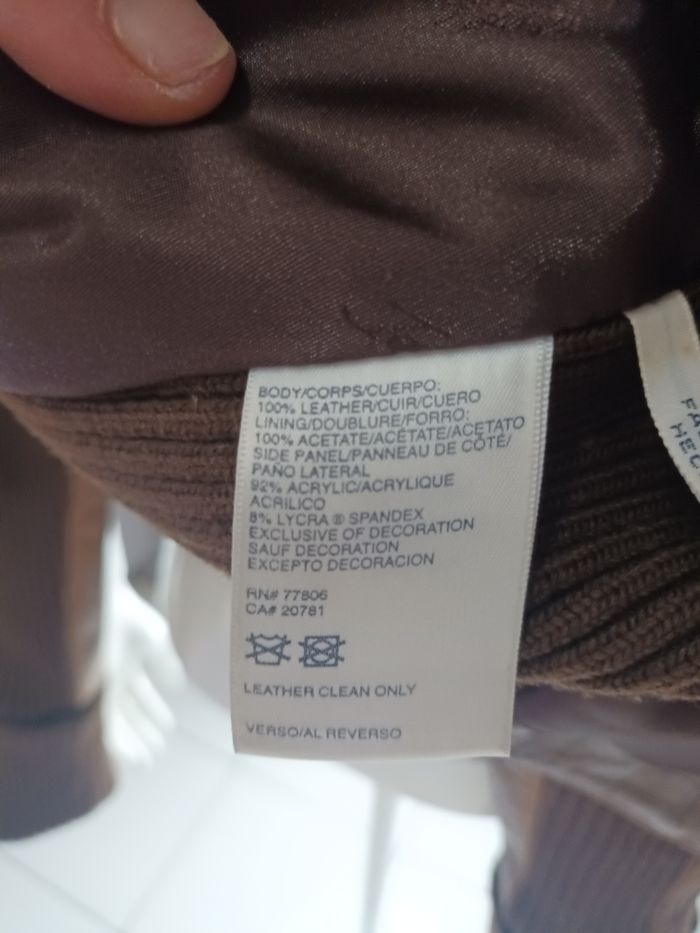 BODY/CORPS/CUERPO:
100% LEATHER/CUIR/CUERO
LINING/DOUBLURE/FORRO:
100% ACETATE/ACÉTATE/ACETATO
SIDE PANEL/PANNEAU DE CÔTÉ/
PAÑO LATERAL
92% ACRYLIC/ACRYLIQUE
ACRILICO
8% LYCRA ® SPANDEX
EXCLUSIVE OF DECORATION
SAUF DECORATION
EXCEPTO DECORACION
RN# 77806
CA# 20781
LEATHER CLEAN ONLY
VERSO/AL REVERSO